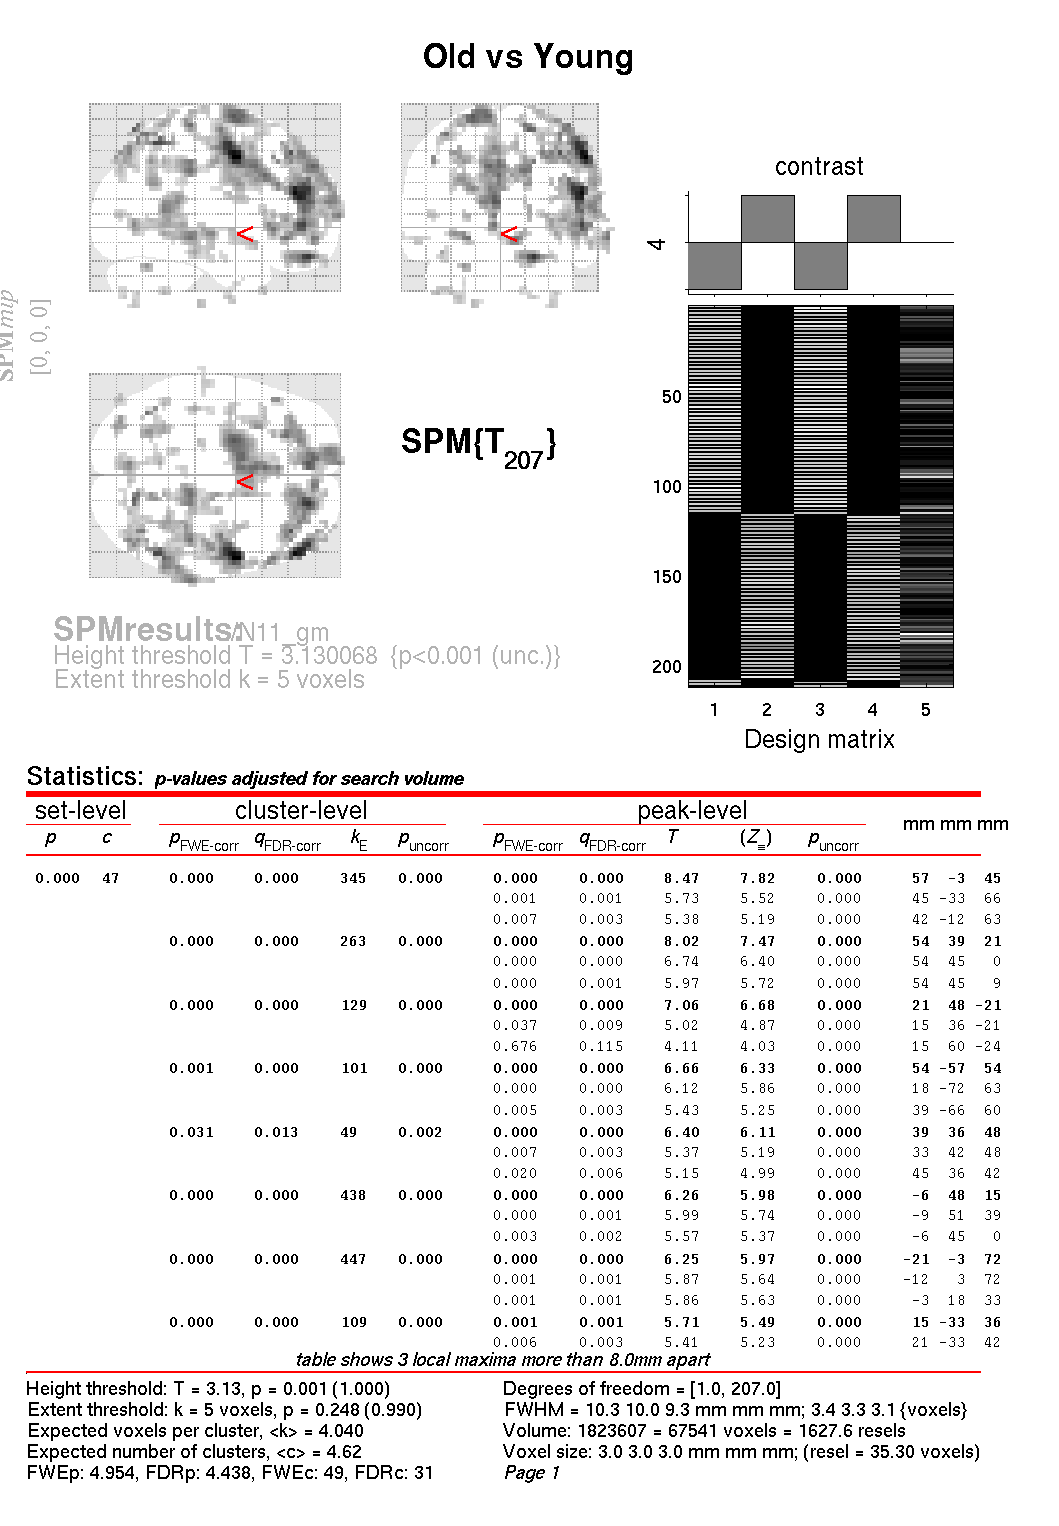 Old vs Young
contrast
4
SPMmip
[0, 0, 0]
<
<
<
SPM{T207}
50
100
150
200
1 2 3 4 5
Design matrix
SPMresults: ./N11_gm
Height threshold T = 3.130068 {p<0.001 (unc.)}
Extent threshold k = 5 voxels
Statistics: p-values adjusted for search volume
set-level cluster-level peak-level mm mm mm
p c pFWE-corr qFDR-corr kE puncorr pFWE-corr qFDR-corr T (Z≡) puncorr
0.000 47 0.000 0.000 345 0.000 0.000 0.000 8.47 7.82 0.000 57 -3 45
0.001 0.001 5.73 5.52 0.000 45 -33 66
0.007 0.003 5.38 5.19 0.000 42 -12 63
0.000 0.000 263 0.000 0.000 0.000 8.02 7.47 0.000 54 39 21
0.000 0.000 6.74 6.40 0.000 54 45 0
0.000 0.001 5.97 5.72 0.000 54 45 9
0.000 0.000 129 0.000 0.000 0.000 7.06 6.68 0.000 21 48 -21
0.037 0.009 5.02 4.87 0.000 15 36 -21
0.676 0.115 4.11 4.03 0.000 15 60 -24
0.001 0.000 101 0.000 0.000 0.000 6.66 6.33 0.000 54 -57 54
0.000 0.000 6.12 5.86 0.000 18 -72 63
0.005 0.003 5.43 5.25 0.000 39 -66 60
0.031 0.013 49 0.002 0.000 0.000 6.40 6.11 0.000 39 36 48
0.007 0.003 5.37 5.19 0.000 33 42 48
0.020 0.006 5.15 4.99 0.000 45 36 42
0.000 0.000 438 0.000 0.000 0.000 6.26 5.98 0.000 -6 48 15
0.000 0.001 5.99 5.74 0.000 -9 51 39
0.003 0.002 5.57 5.37 0.000 -6 45 0
0.000 0.000 447 0.000 0.000 0.000 6.25 5.97 0.000 -21 -3 72
0.001 0.001 5.87 5.64 0.000 -12 3 72
0.001 0.001 5.86 5.63 0.000 -3 18 33
0.000 0.000 109 0.000 0.001 0.001 5.71 5.49 0.000 15 -33 36
0.006 0.003 5.41 5.23 0.000 21 -33 42
table shows 3 local maxima more than 8.0mm apart
Height threshold: T = 3.13, p = 0.001 (1.000)
Extent threshold: k = 5 voxels, p = 0.248 (0.990)
Expected voxels per cluster, <k> = 4.040
Expected number of clusters, <c> = 4.62
FWEp: 4.954, FDRp: 4.438, FWEc: 49, FDRc: 31
Degrees of freedom = [1.0, 207.0]
FWHM = 10.3 10.0 9.3 mm mm mm; 3.4 3.3 3.1 {voxels}
Volume: 1823607 = 67541 voxels = 1627.6 resels
Voxel size: 3.0 3.0 3.0 mm mm mm; (resel = 35.30 voxels)
Page 1